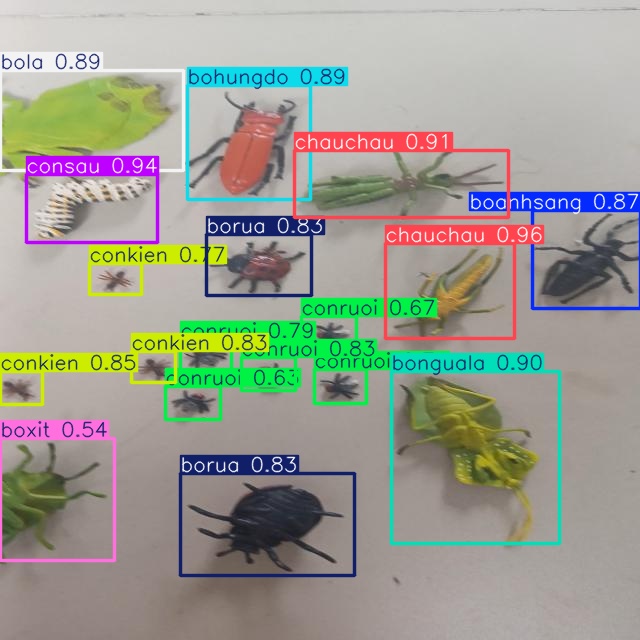 bola 0.89
bohungdo 0.89
chauchau 0.91
consau 0.94
boanhsang 0.87
borua 0.83
chauchau 0.96
conkien 0.77
conruoi 0.67
conruoi 0.79
conkien 0.83
conruoi 0.83
conruoi
bonguala 0.90
conkien 0.85
conruoi 0.63
boxit 0.54
borua 0.83